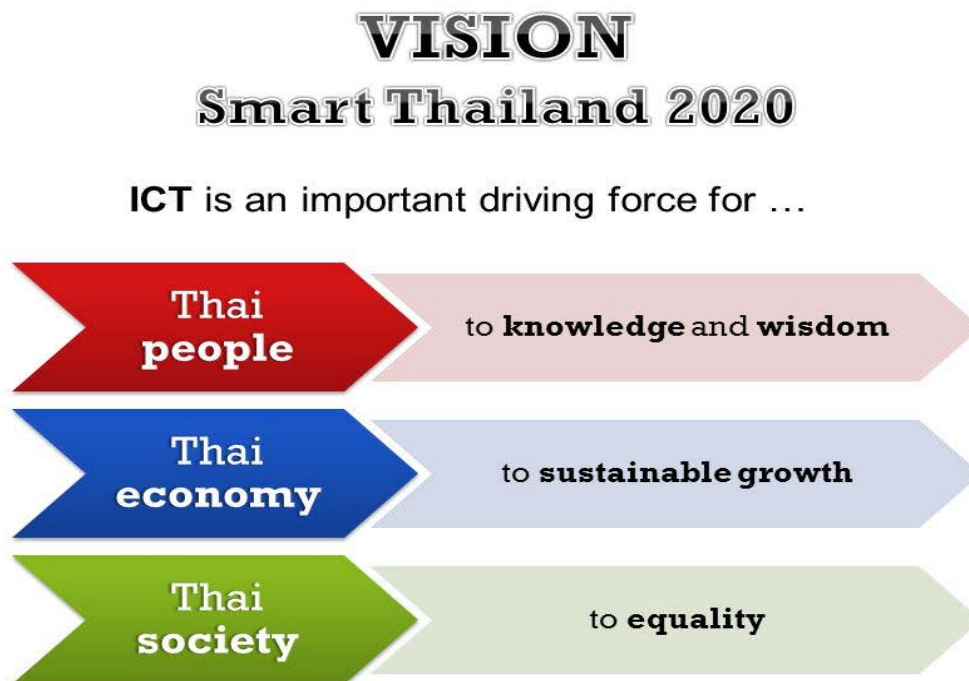 VISION
Smart Thailand 2020
ICT is an important driving force for ...
Thai
people
to knowledge and wisdom
Thai
economy
to sustainable growth
Thai
society
to equality